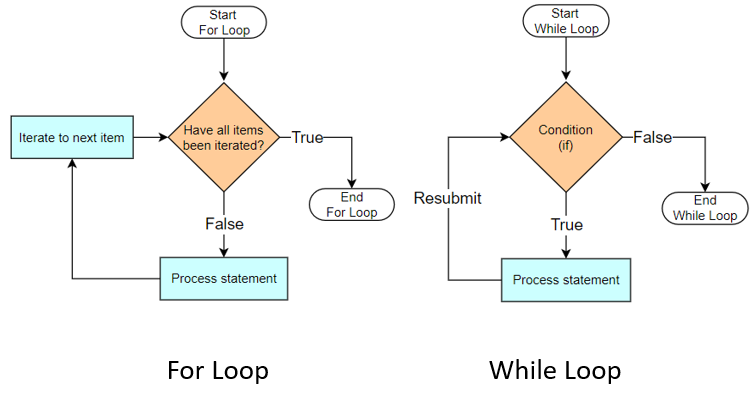 Start
For Loop
Have all items
been iterated?
Iterate to next item
True
End
For Loop
False
Process statement
For Loop
Start
While Loop
Condition
(if)
False
End
While Loop
Resubmit
True
Process statement
While Loop